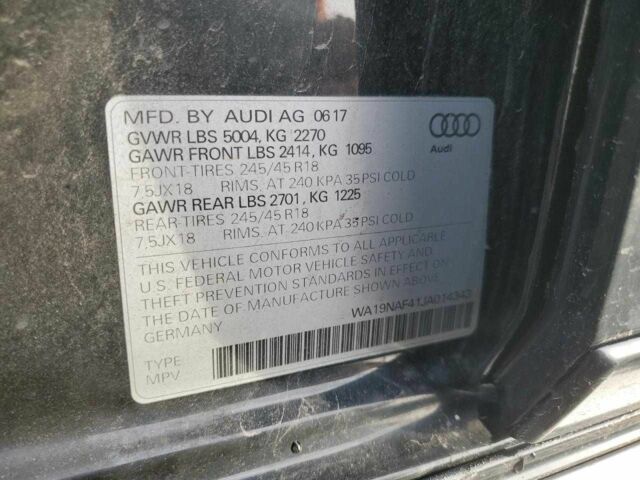 MFD. BY AUDI AG 06 17
GVWR LBS 5004, KG 2270
GAWR FRONT LBS 2414, KG 1095
FRONT-TIRES 245/45 R18
7,5JX18 RIMS, AT 240 KPA 35 PSI COLD
GAWR REAR LBS 2701, KG 1225
REAR-TIRES 245/45 R18
7,5JX18 RIMS, AT 240 KPA 35 PSI COLD
Audi
THIS VEHICLE CONFORMS TO ALL APPLICABLE
U.S. FEDERAL MOTOR VEHICLE SAFETY AND
THEFT PREVENTION STANDARDS IN EFFECT ON
THE DATE OF MANUFACTURE SHOWN ABOVE.
GERMANY
WA19NAF41JA014343
TYPE
MPV